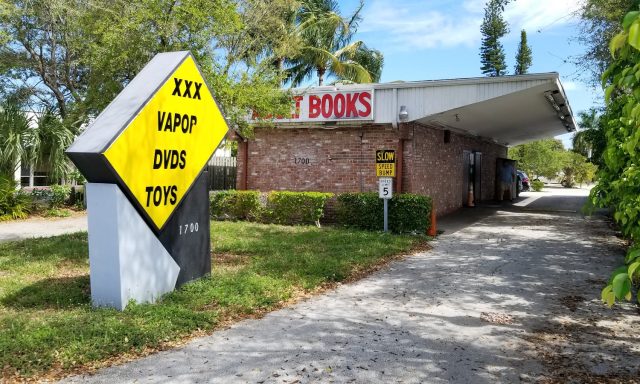 XXX
VAPOR
DVDS
TOYS
1700
BOOKS
1700
SLOW
SPEED
BUMP
5